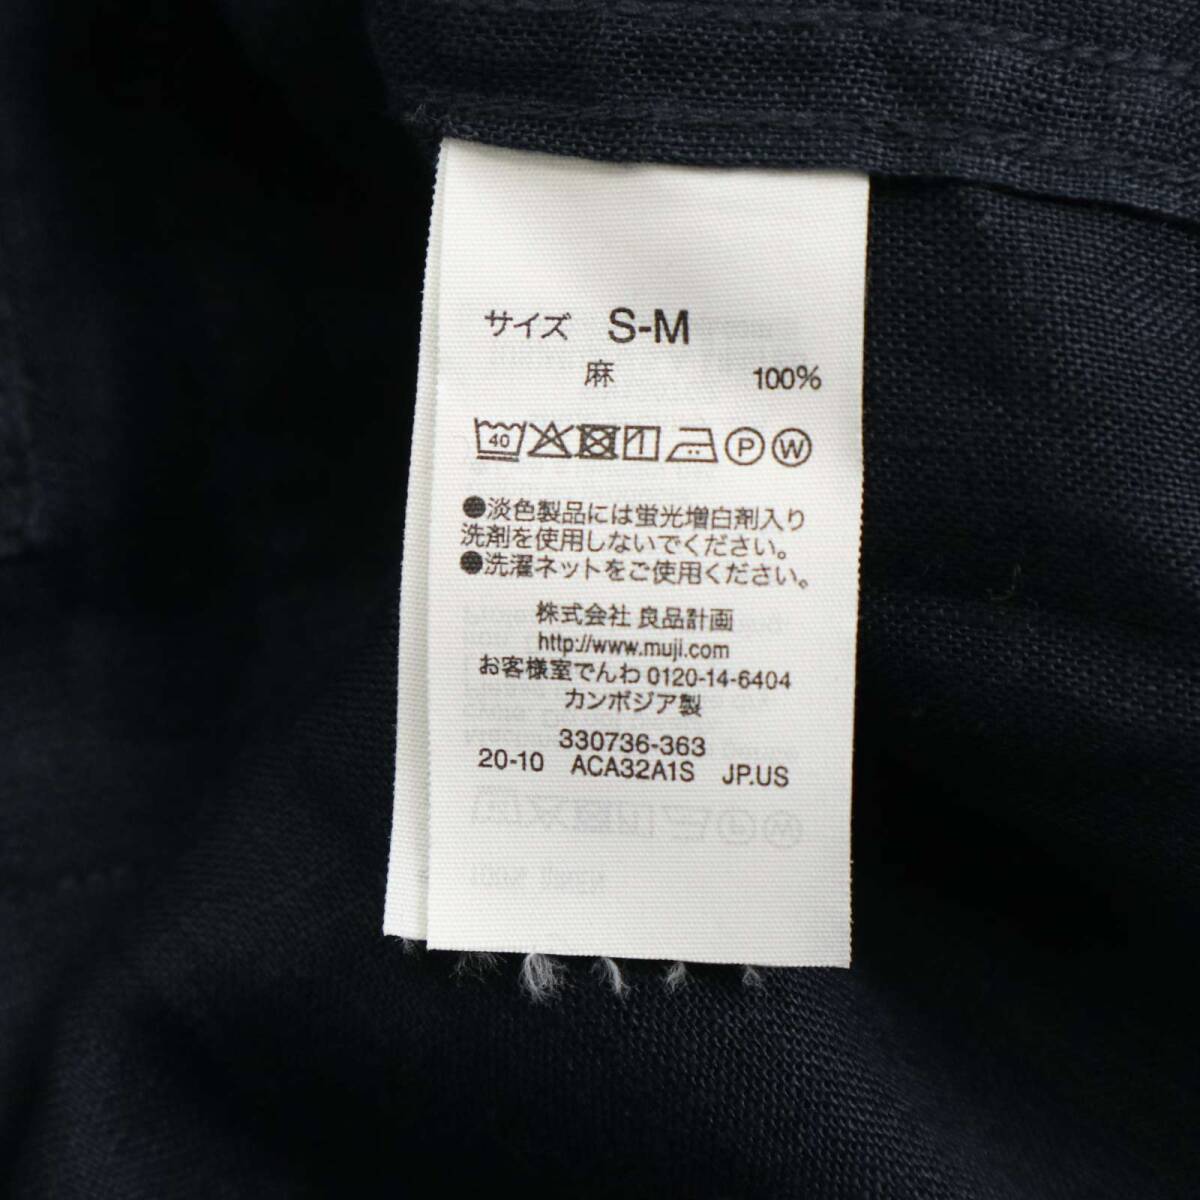 サイズ S-M
麻 100%
40 P W
●淡色製品には蛍光増白剤入り
洗剤を使用しないでください。
●洗濯ネットをご使用ください。
株式会社 良品計画
http://www.muji.com
お客様室でんわ 0120-14-6404
カンボジア製
330736-363
20-10 ACA32A1S JP.US